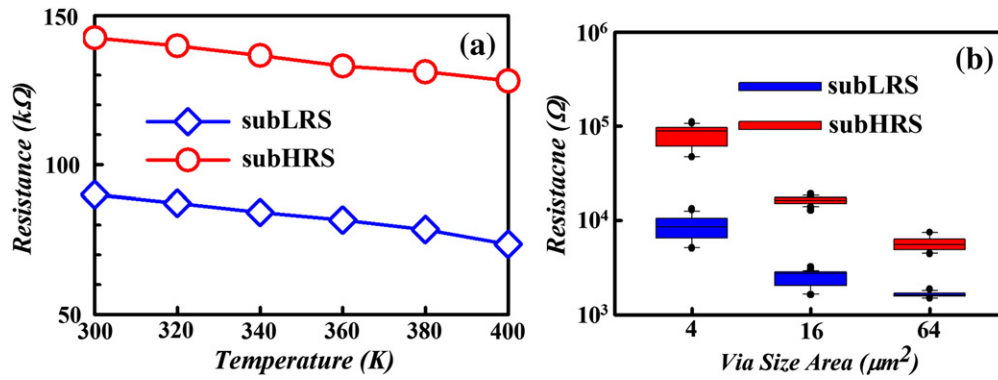 150
100
50
Resistance (kΩ)
(a)
subLRS
subHRS
300 320 340 360 380 400
Temperature (K)
10⁶
10⁵
10⁴
10³
Resistacne (Ω)
(b)
subLRS
subHRS
4 16 64
Via Size Area (μm²)